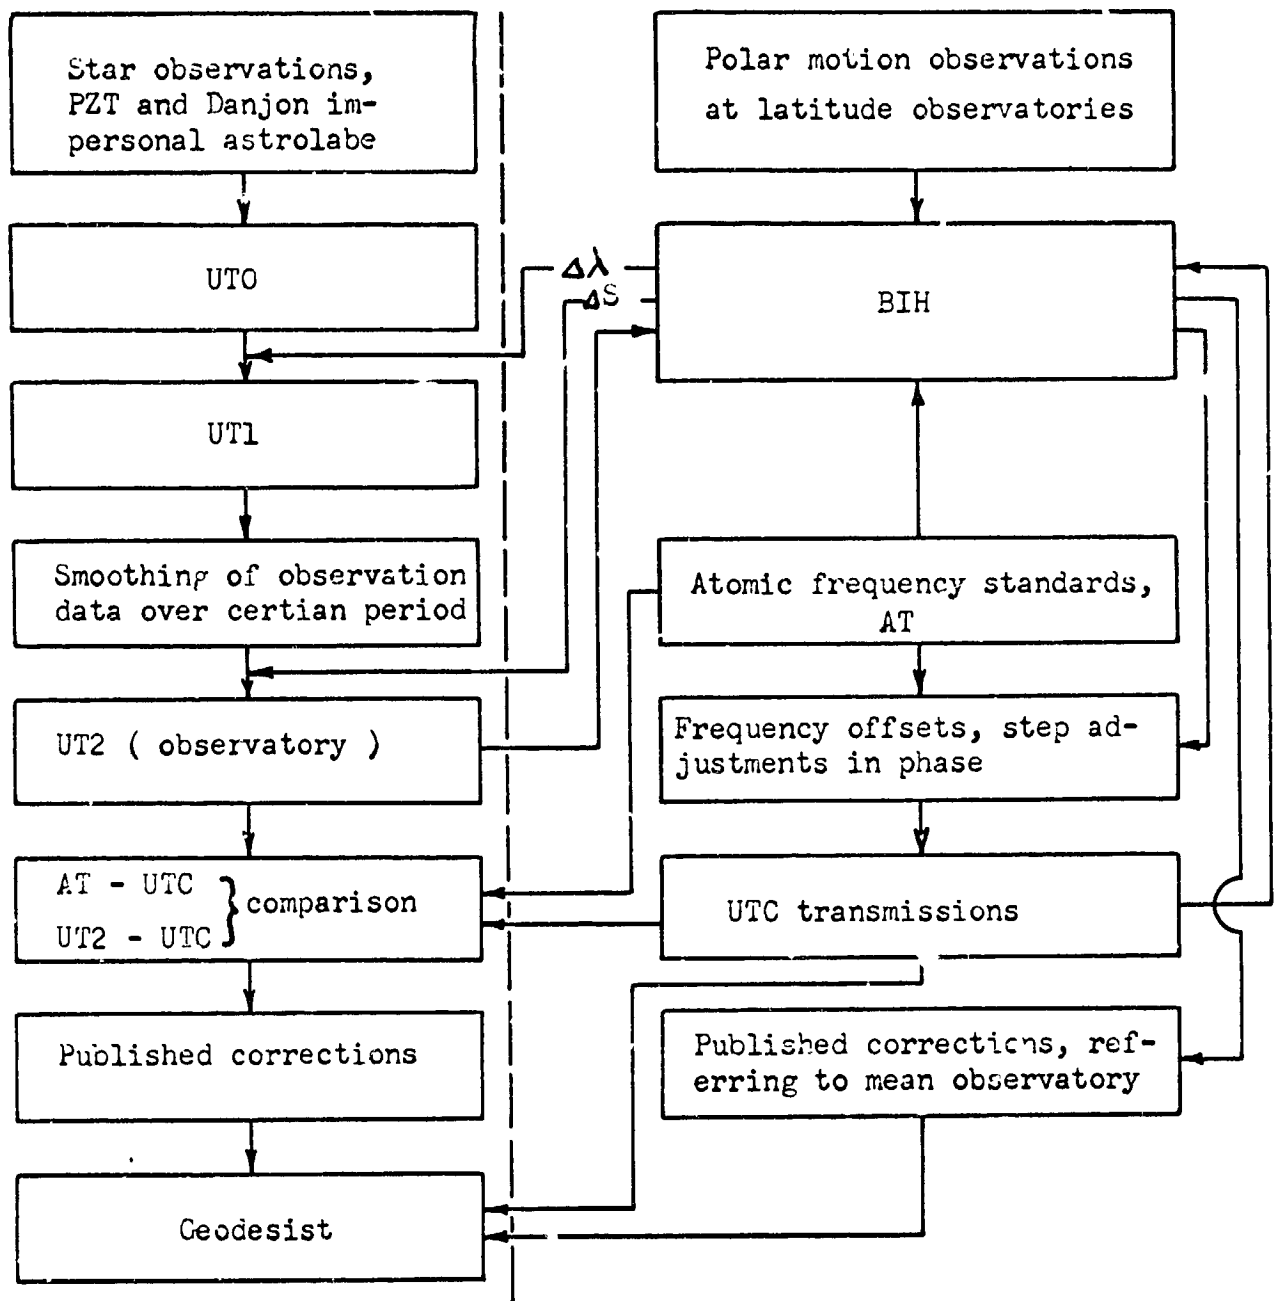 Star observations,
PZT and Danjon im-
personal astrolabe
UT0
UT1
Smoothing of observation
data over certian period
UT2 ( observatory )
AT - UTC
UT2 - UTC
} comparison
Published corrections
Geodesist
Polar motion observations
at latitude observatories
Δλ
ΔS
BIH
Atomic frequency standards,
AT
Frequency offsets, step ad-
justments in phase
UTC transmissions
Published corrections, ref-
erring to mean observatory